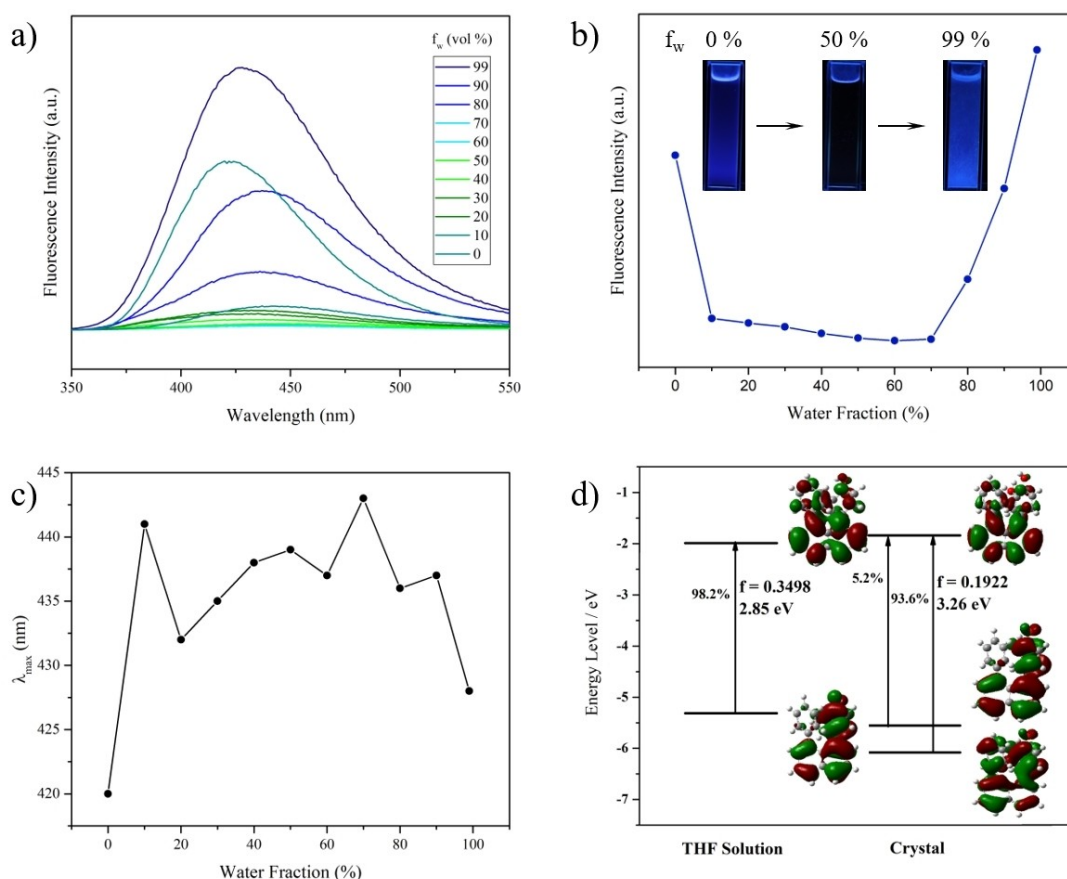 a)
f_w (vol %)
99
90
80
70
60
50
40
30
20
10
0
Fluorescence Intensity (a.u.)
350 400 450 500 550
Wavelength (nm)
b)
f_w 0 % 50 % 99 %
Fluorescence Intensity (a.u.)
0 20 40 60 80 100
Water Fraction (%)
c)
445
440
435
430
425
420
λ_max (nm)
0 20 40 60 80 100
Water Fraction (%)
d)
-1
-2
-3
-4
-5
-6
-7
Energy Level / eV
98.2%
f = 0.3498
2.85 eV
5.2%
93.6%
f = 0.1922
3.26 eV
THF Solution Crystal